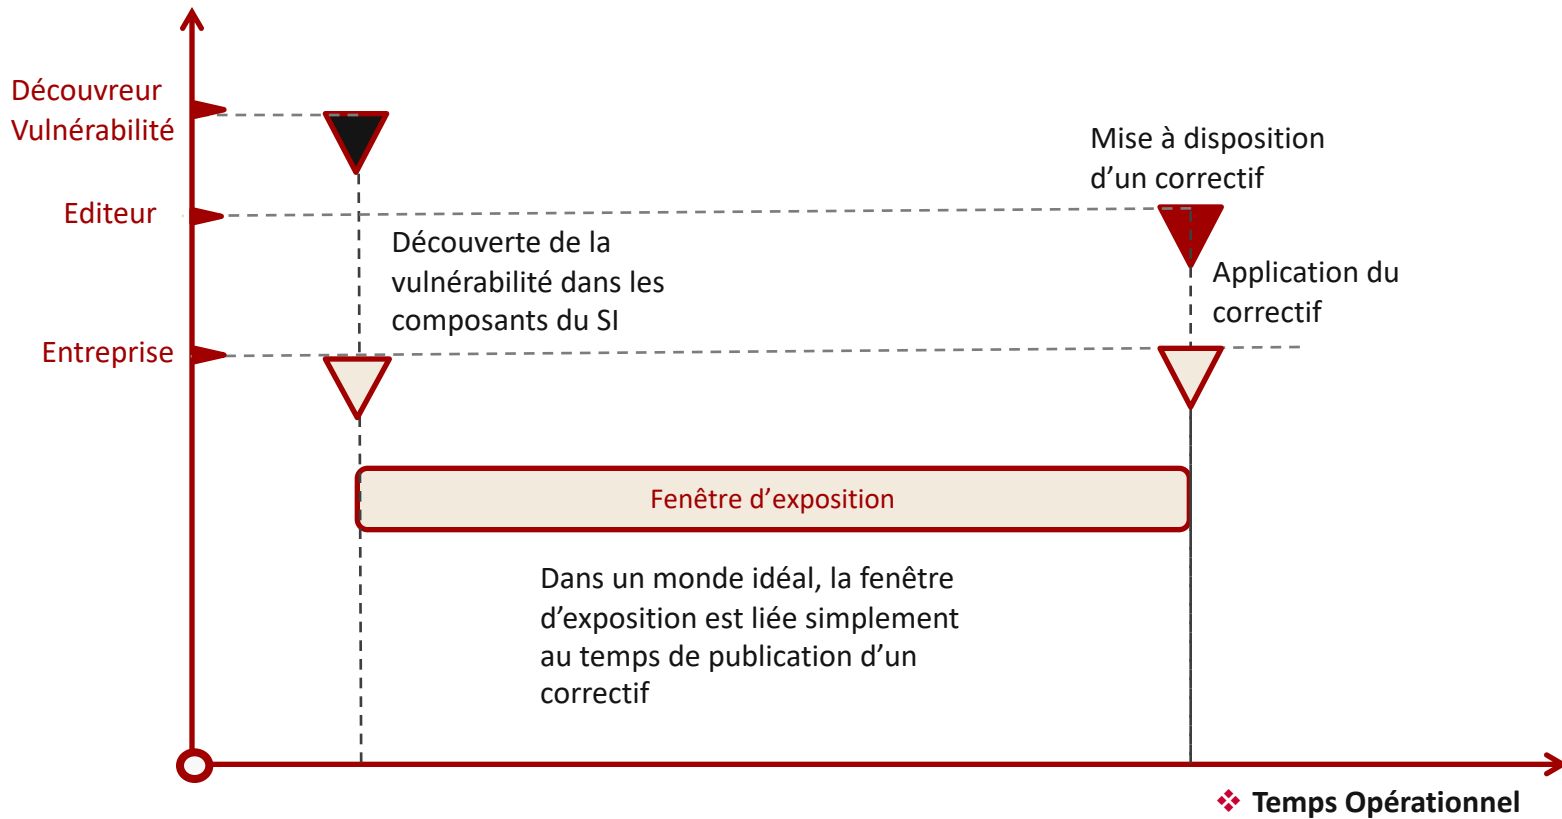 Découvreur
Vulnérabilité
Mise à disposition
d’un correctif
Editeur
Découverte de la
vulnérabilité dans les
composants du SI
Application du
correctif
Entreprise
Fenêtre d’exposition
Dans un monde idéal, la fenêtre
d’exposition est liée simplement
au temps de publication d’un
correctif
Temps Opérationnel